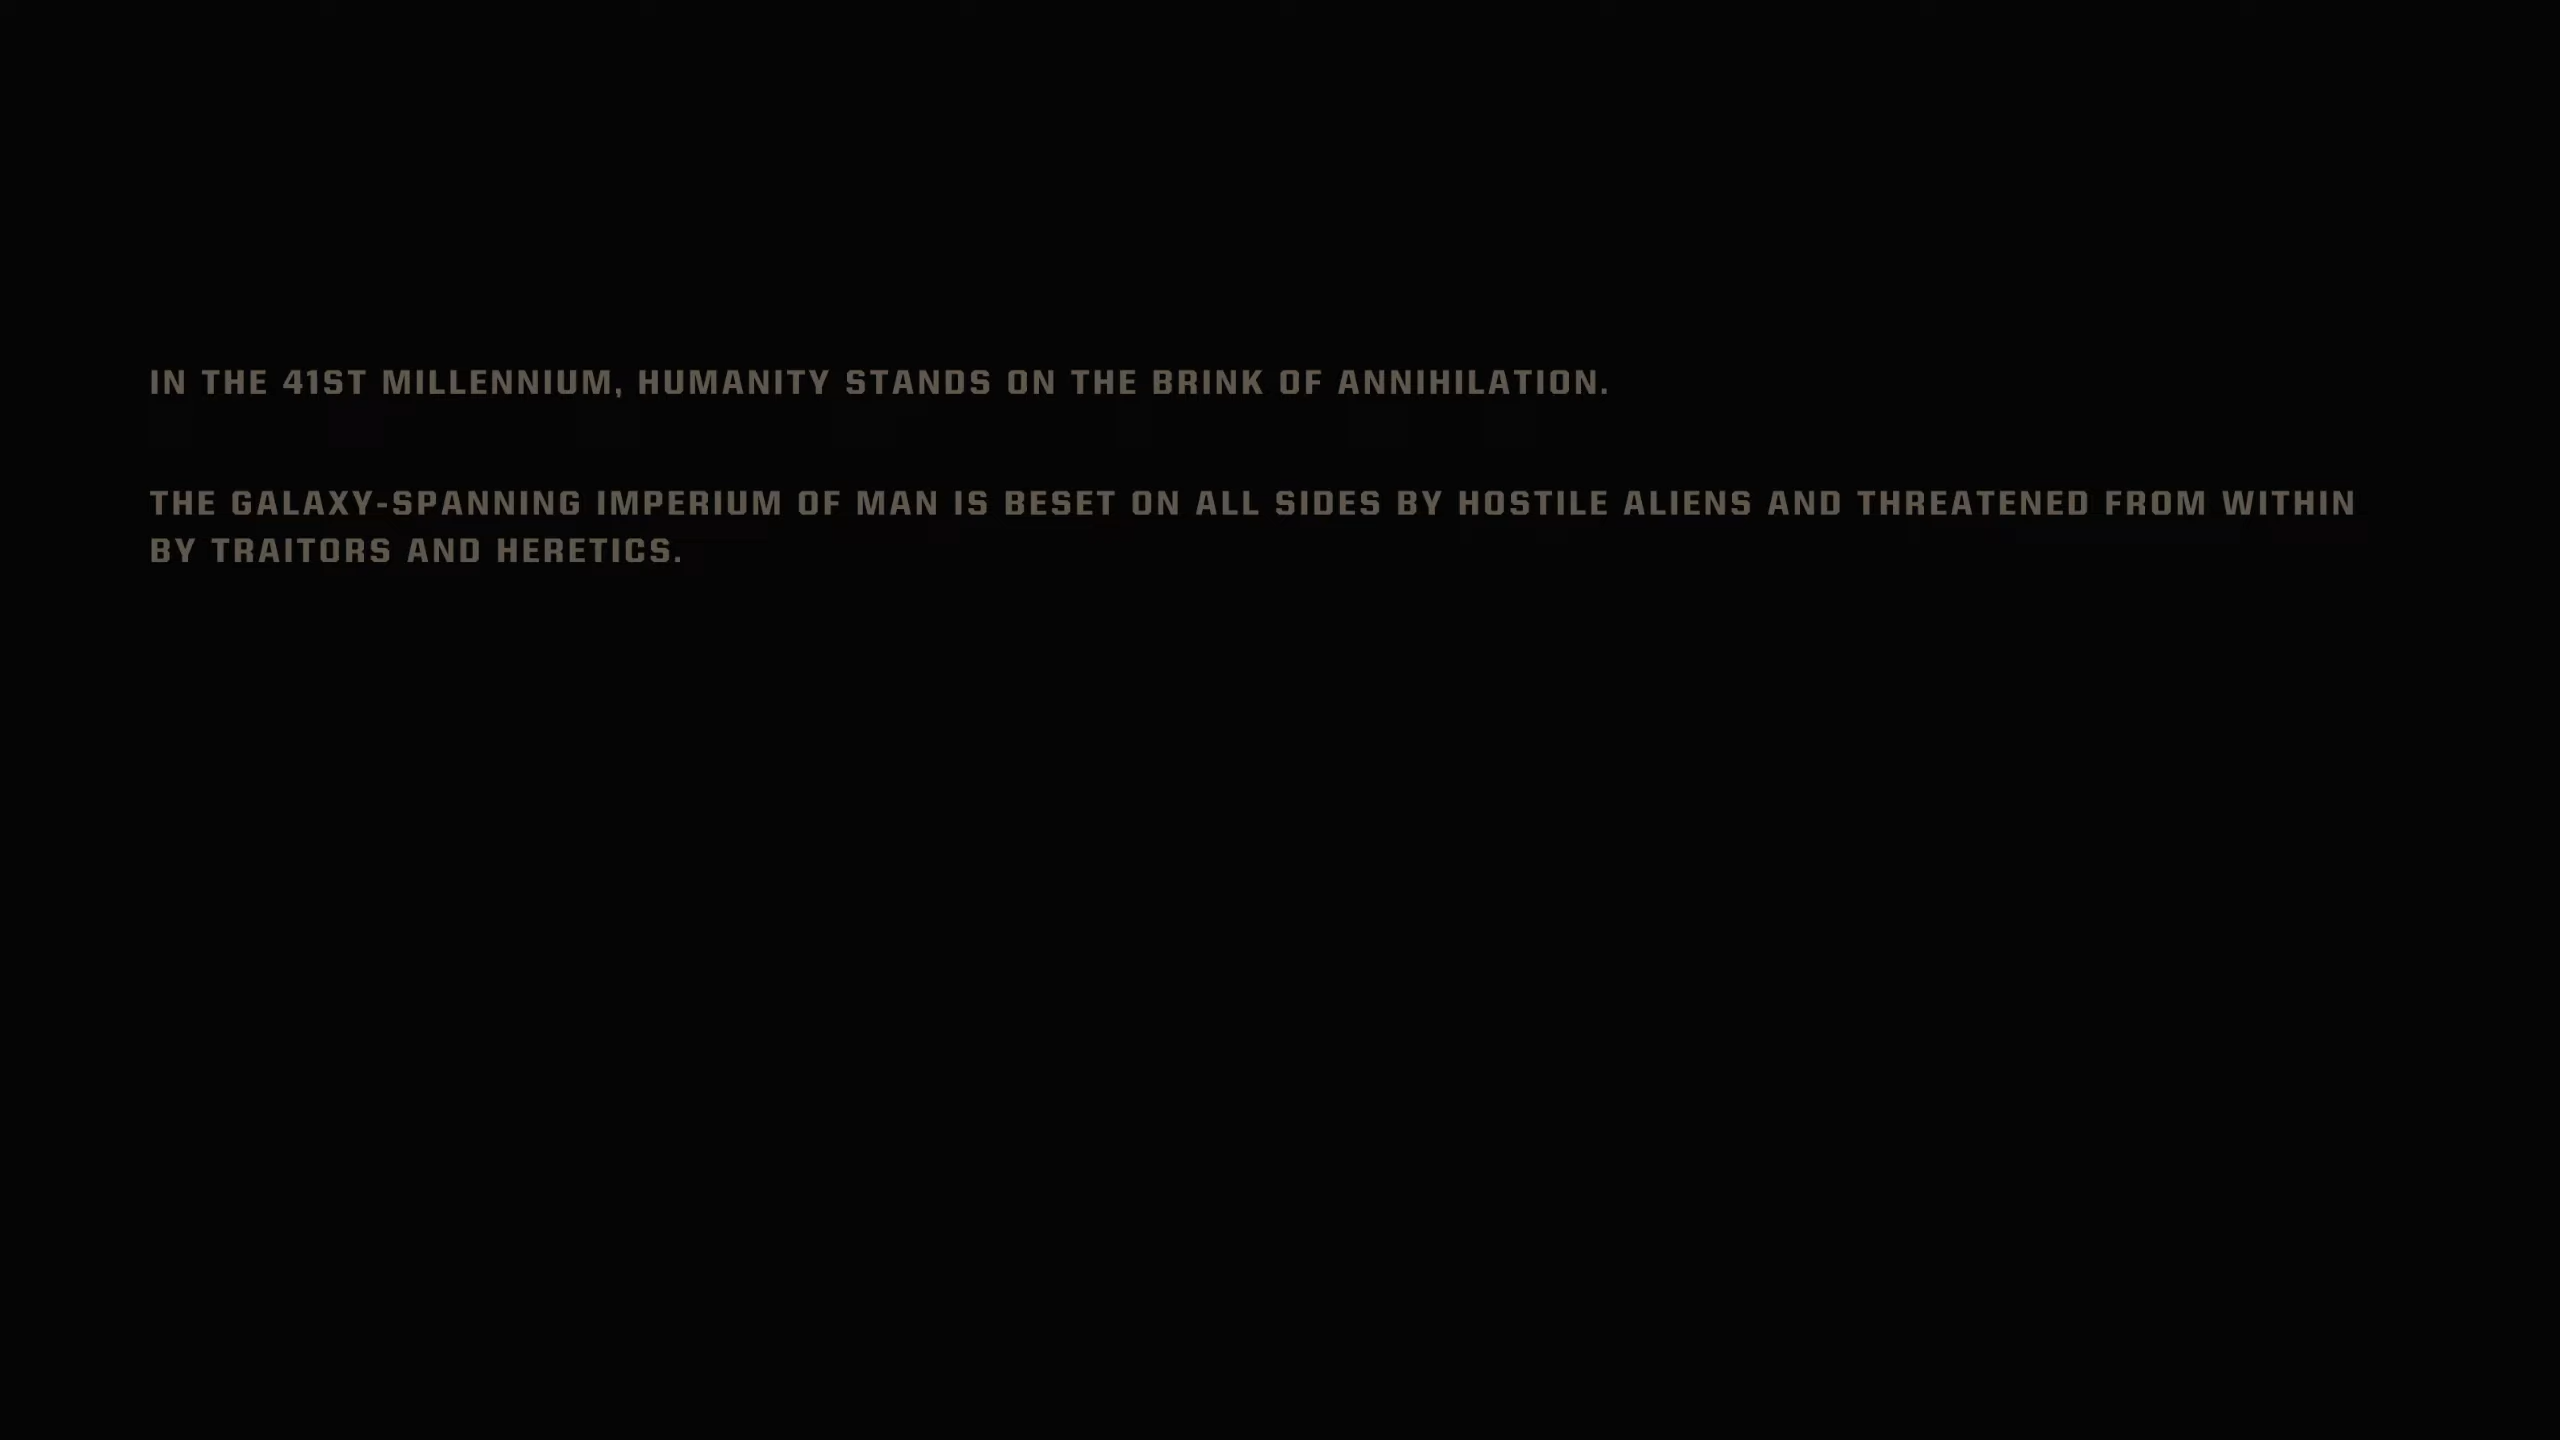 IN THE 41ST MILLENNIUM, HUMANITY STANDS ON THE BRINK OF ANNIHILATION.
THE GALAXY-SPANNING IMPERIUM OF MAN IS BESET ON ALL SIDES BY HOSTILE ALIENS AND THREATENED FROM WITHIN
BY TRAITORS AND HERETICS.